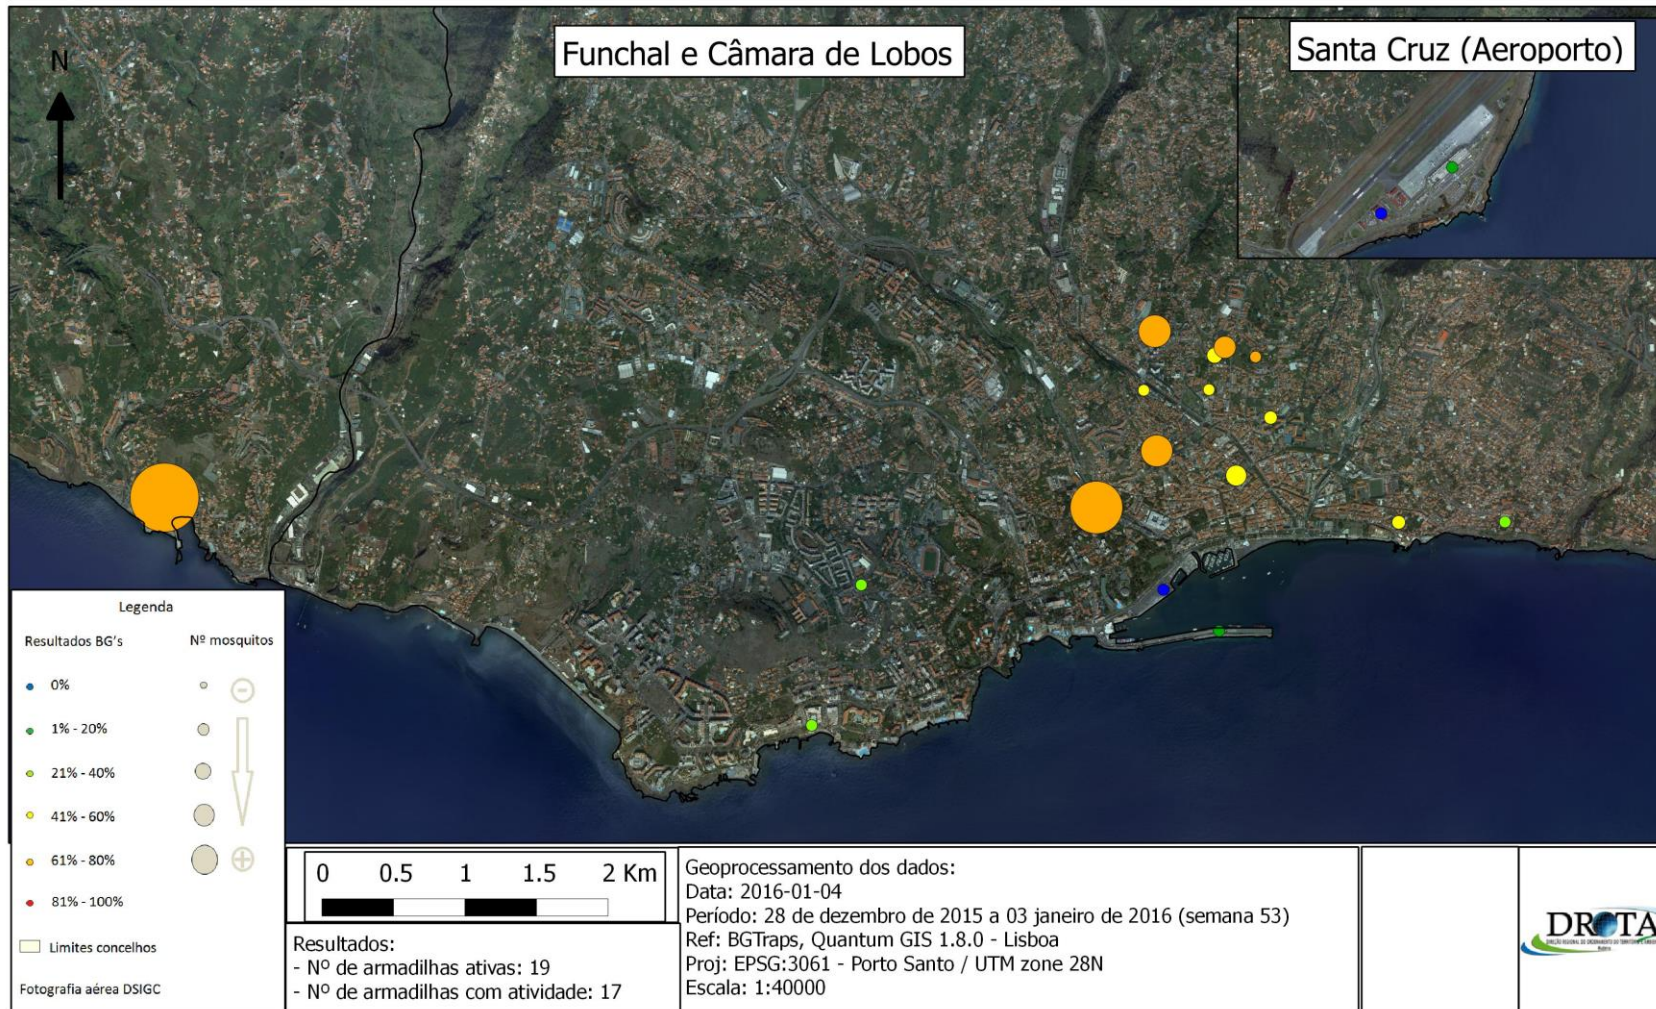 Funchal e Câmara de Lobos
Santa Cruz (Aeroporto)
N
Legenda
Resultados BG's
Nº mosquitos
0%
1% - 20%
21% - 40%
41% - 60%
61% - 80%
81% - 100%
Limites concelhos
Fotografia aérea DSIGC
0 0.5 1 1.5 2 Km
Resultados:
- Nº de armadilhas ativas: 19
- Nº de armadilhas com atividade: 17
Geoprocessamento dos dados:
Data: 2016-01-04
Período: 28 de dezembro de 2015 a 03 janeiro de 2016 (semana 53)
Ref: BGTraps, Quantum GIS 1.8.0 - Lisboa
Proj: EPSG:3061 - Porto Santo / UTM zone 28N
Escala: 1:40000
DROTA